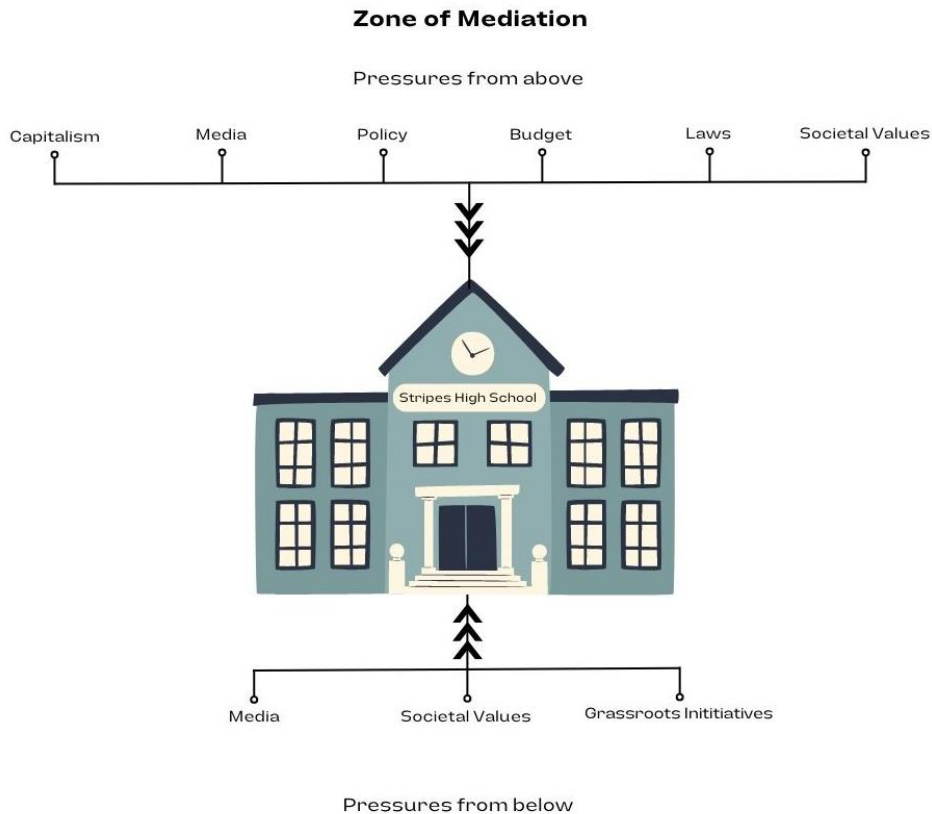 Zone of Mediation
Pressures from above
Capitalism Media Policy Budget Laws Societal Values
Stripes High School
Media Societal Values Grassroots Inititiatives
Pressures from below